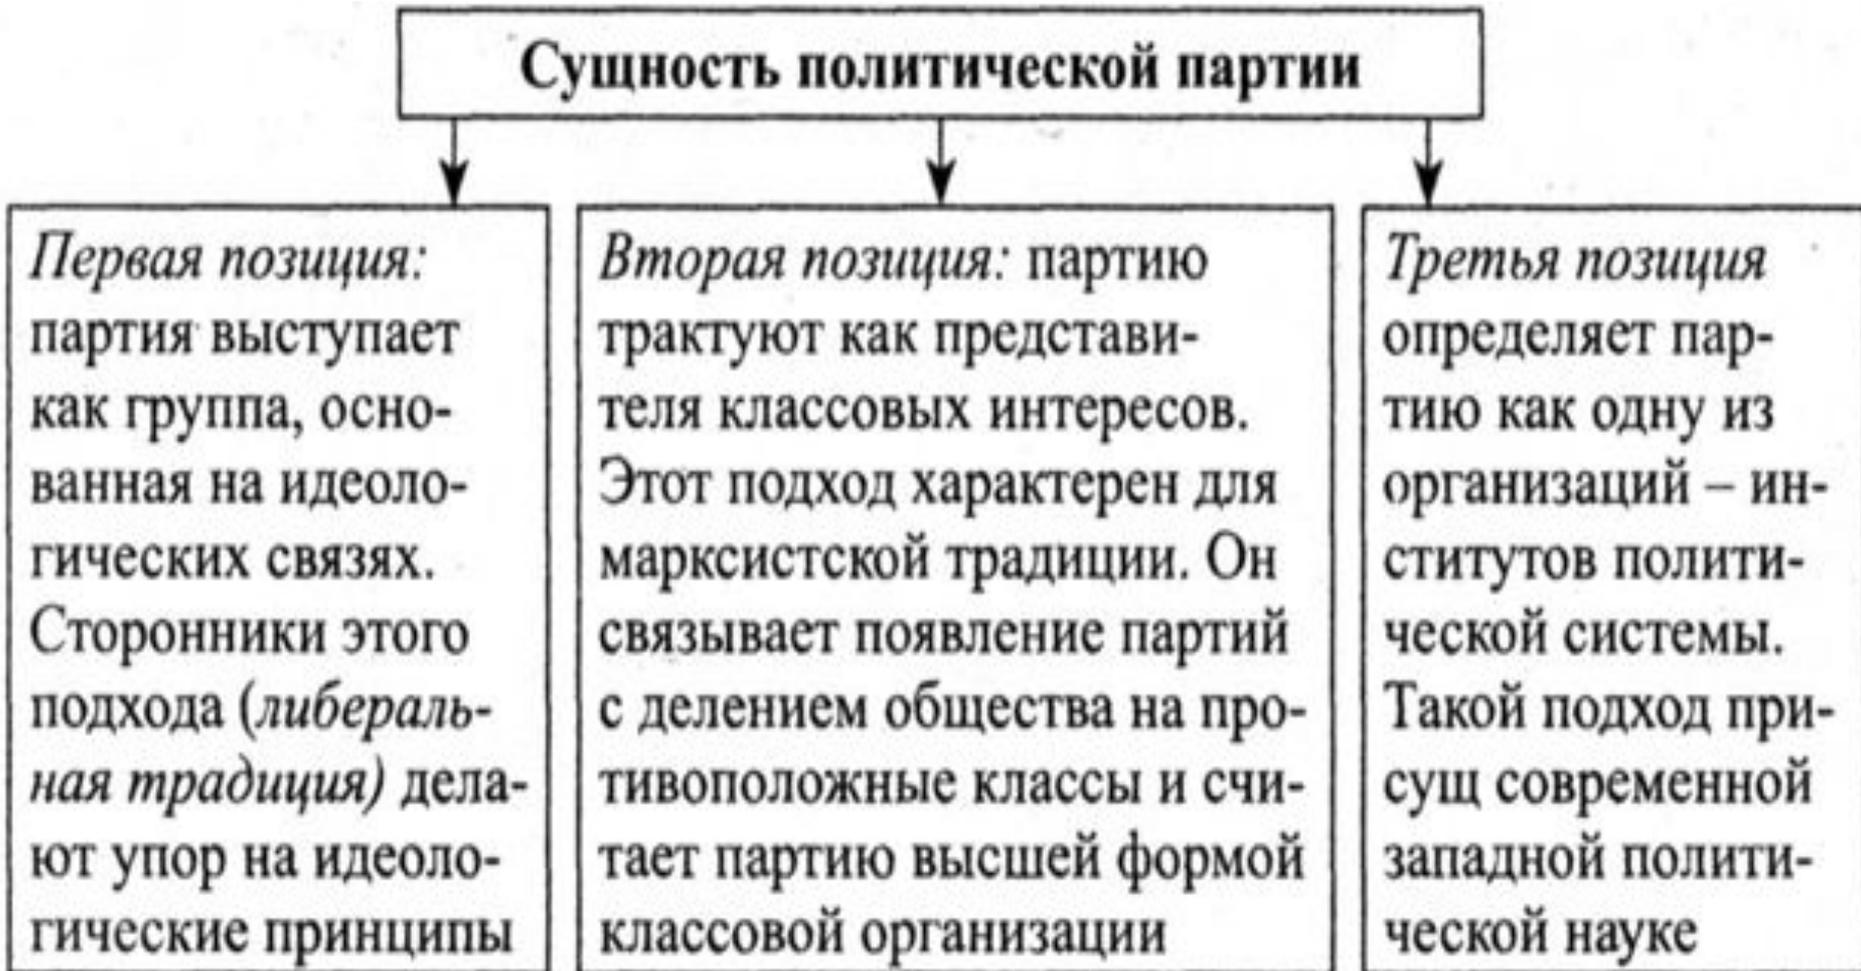 Сущность политической партии
Первая позиция:
партия выступает
как группа, осно-
ванная на идеоло-
гических связях.
Сторонники этого
подхода (либераль-
ная традиция) дела-
ют упор на идеоло-
гические принципы
Вторая позиция: партию
трактуют как представи-
теля классовых интересов.
Этот подход характерен для
марксистской традиции. Он
связывает появление партий
с делением общества на про-
тивоположные классы и счи-
тает партию высшей формой
классовой организации
Третья позиция
определяет пар-
тию как одну из
организаций – ин-
ститутов полити-
ческой системы.
Такой подход при-
сущ современной
западной полити-
ческой науке